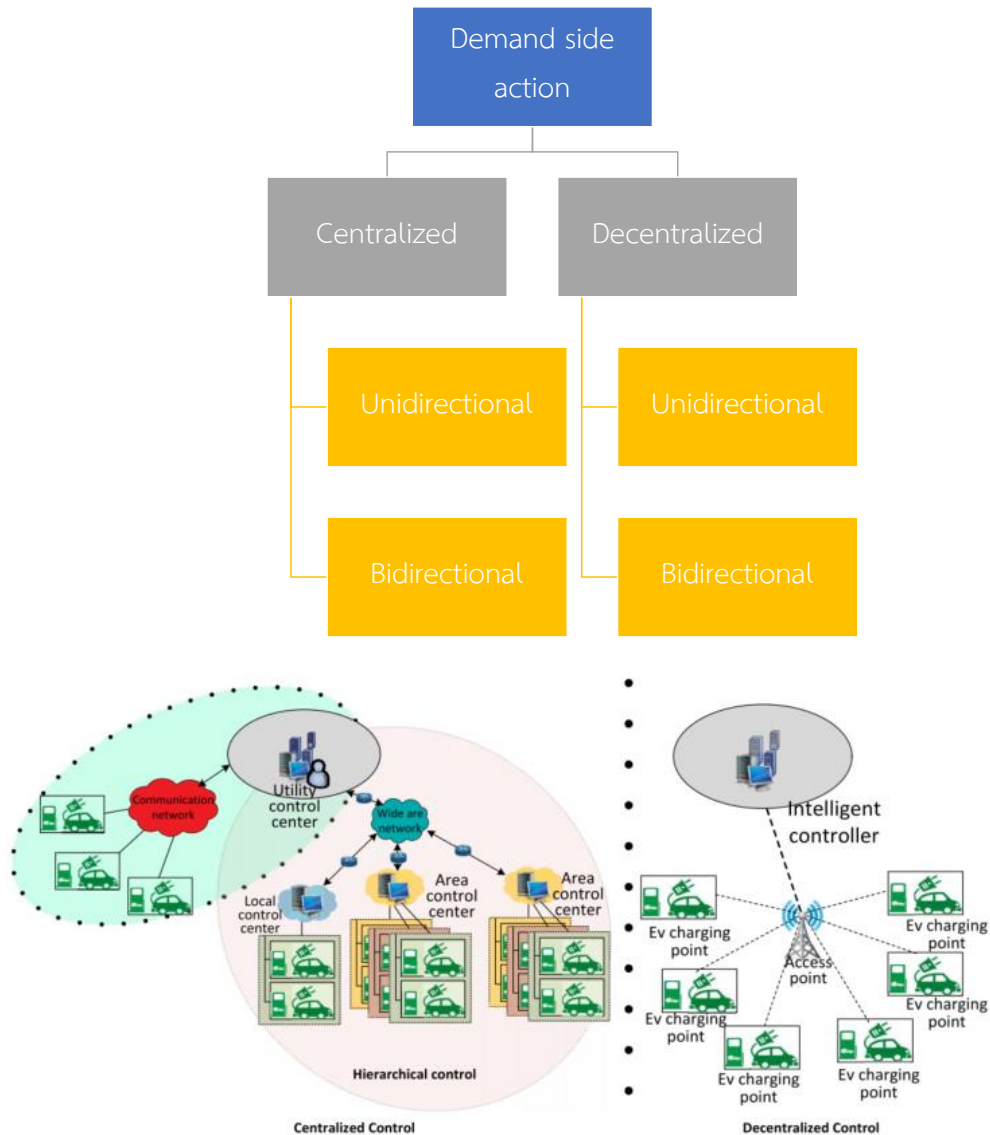 Demand side
action
Centralized
Decentralized
Unidirectional
Unidirectional
Bidirectional
Bidirectional
Communication
network
Utility
control
center
Wide are
network
Local
control
center
Area
control
center
Area
control
center
Hierarchical control
Centralized Control
Intelligent
controller
Ev charging
point
Ev charging
point
Access
point
Ev charging
point
Ev charging
point
Ev charging
point
Ev charging
point
Decentralized Control